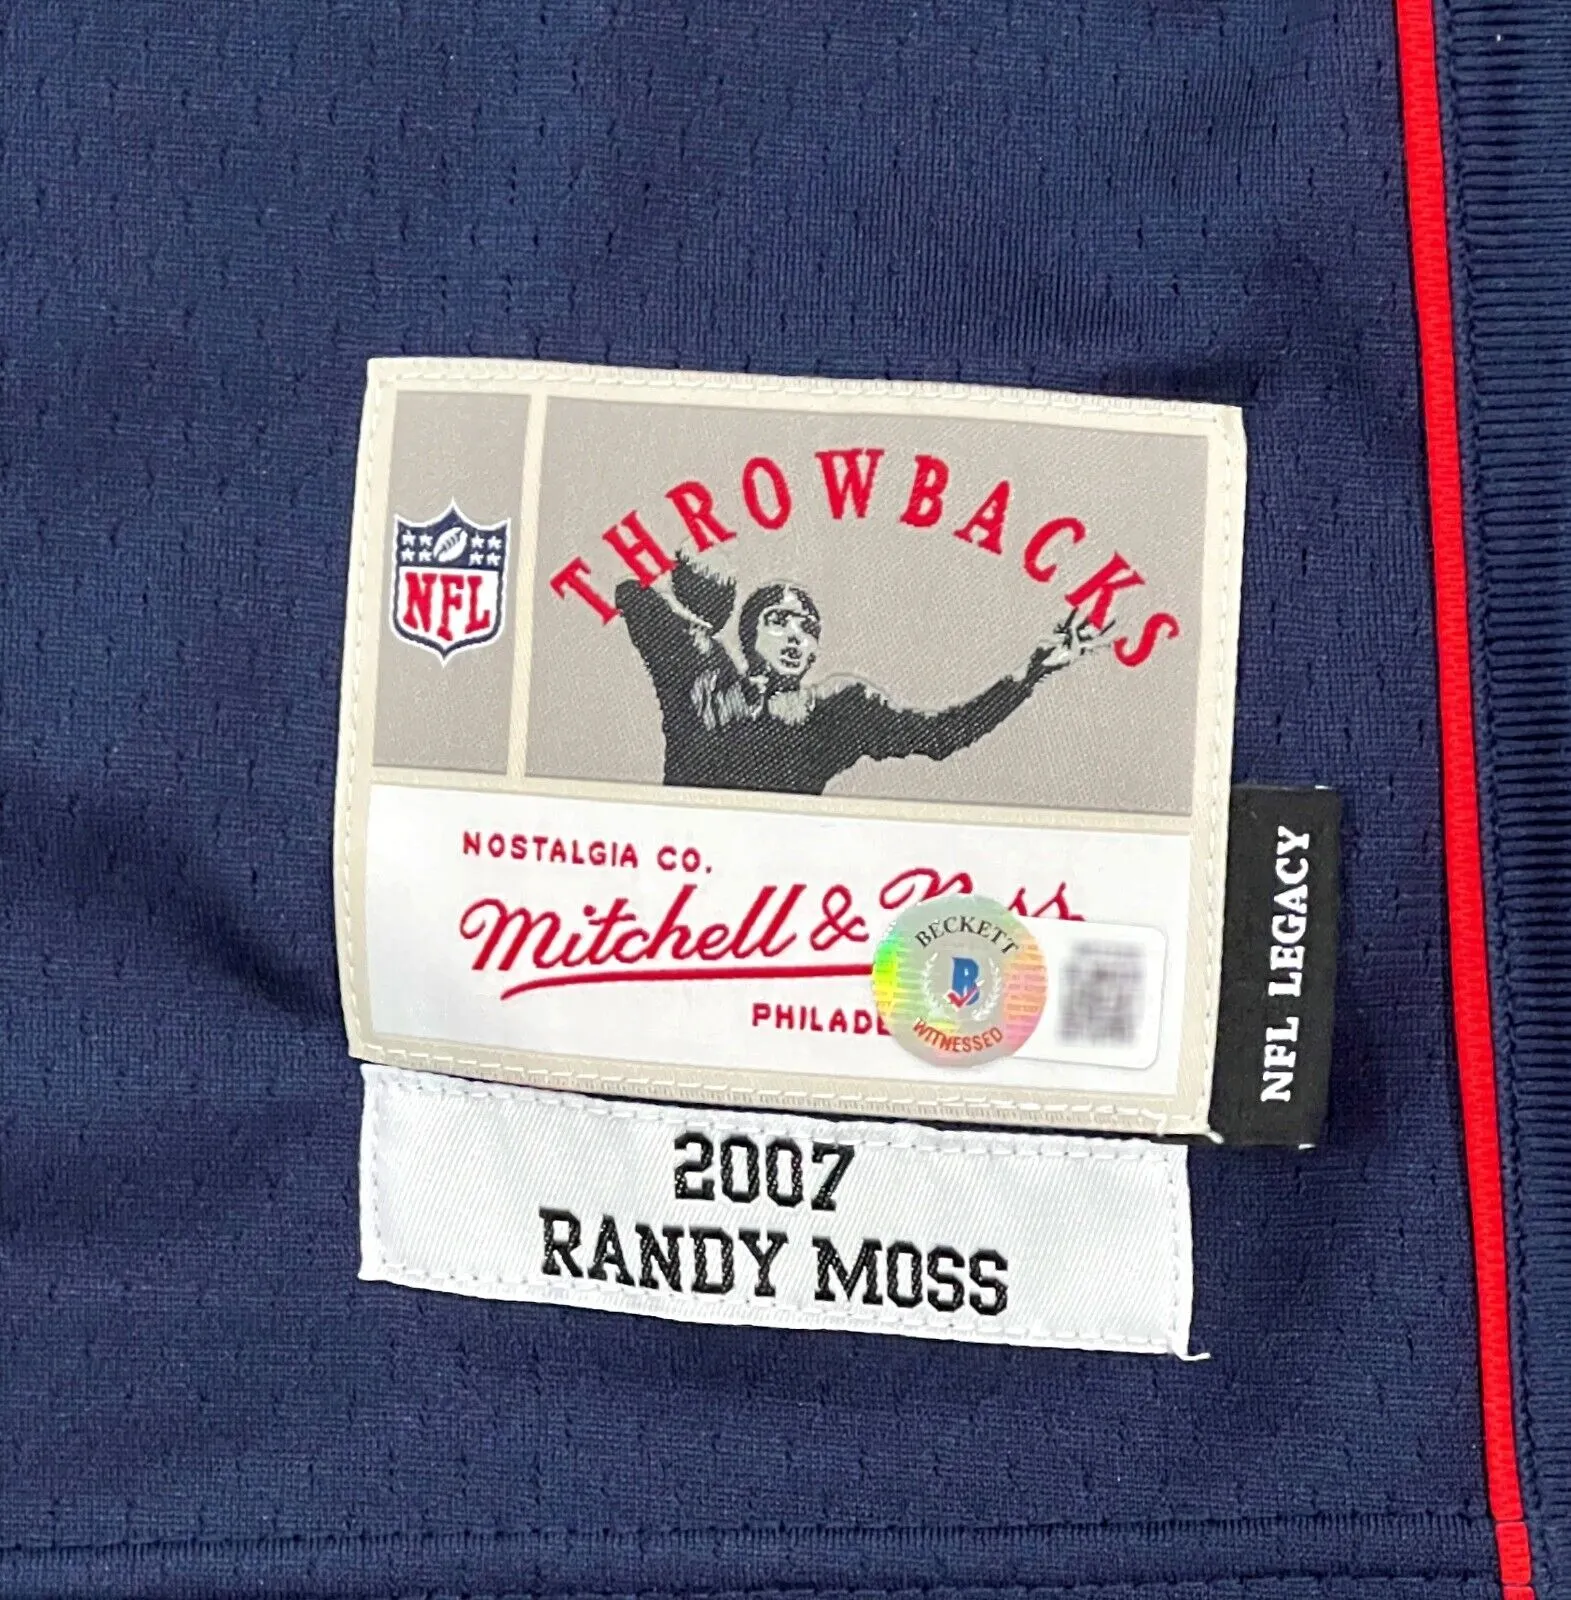 THROWBACKS
NFL
NOSTALGIA CO.
Mitchell &
PHILADE
BECKETT
B
WITNESSED
NFL LEGACY
2007
RANDY MOSS